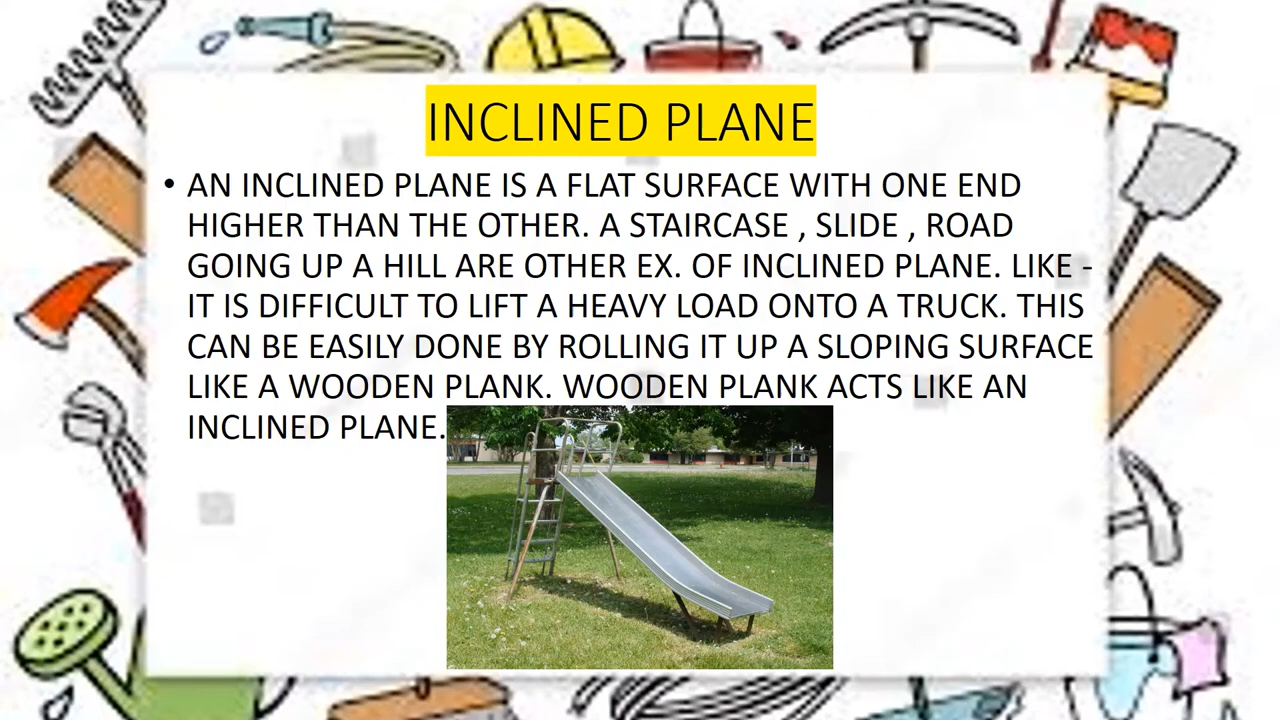 INCLINED PLANE
• AN INCLINED PLANE IS A FLAT SURFACE WITH ONE END
HIGHER THAN THE OTHER. A STAIRCASE , SLIDE , ROAD
GOING UP A HILL ARE OTHER EX. OF INCLINED PLANE. LIKE -
IT IS DIFFICULT TO LIFT A HEAVY LOAD ONTO A TRUCK. THIS
CAN BE EASILY DONE BY ROLLING IT UP A SLOPING SURFACE
LIKE A WOODEN PLANK. WOODEN PLANK ACTS LIKE AN
INCLINED PLANE.